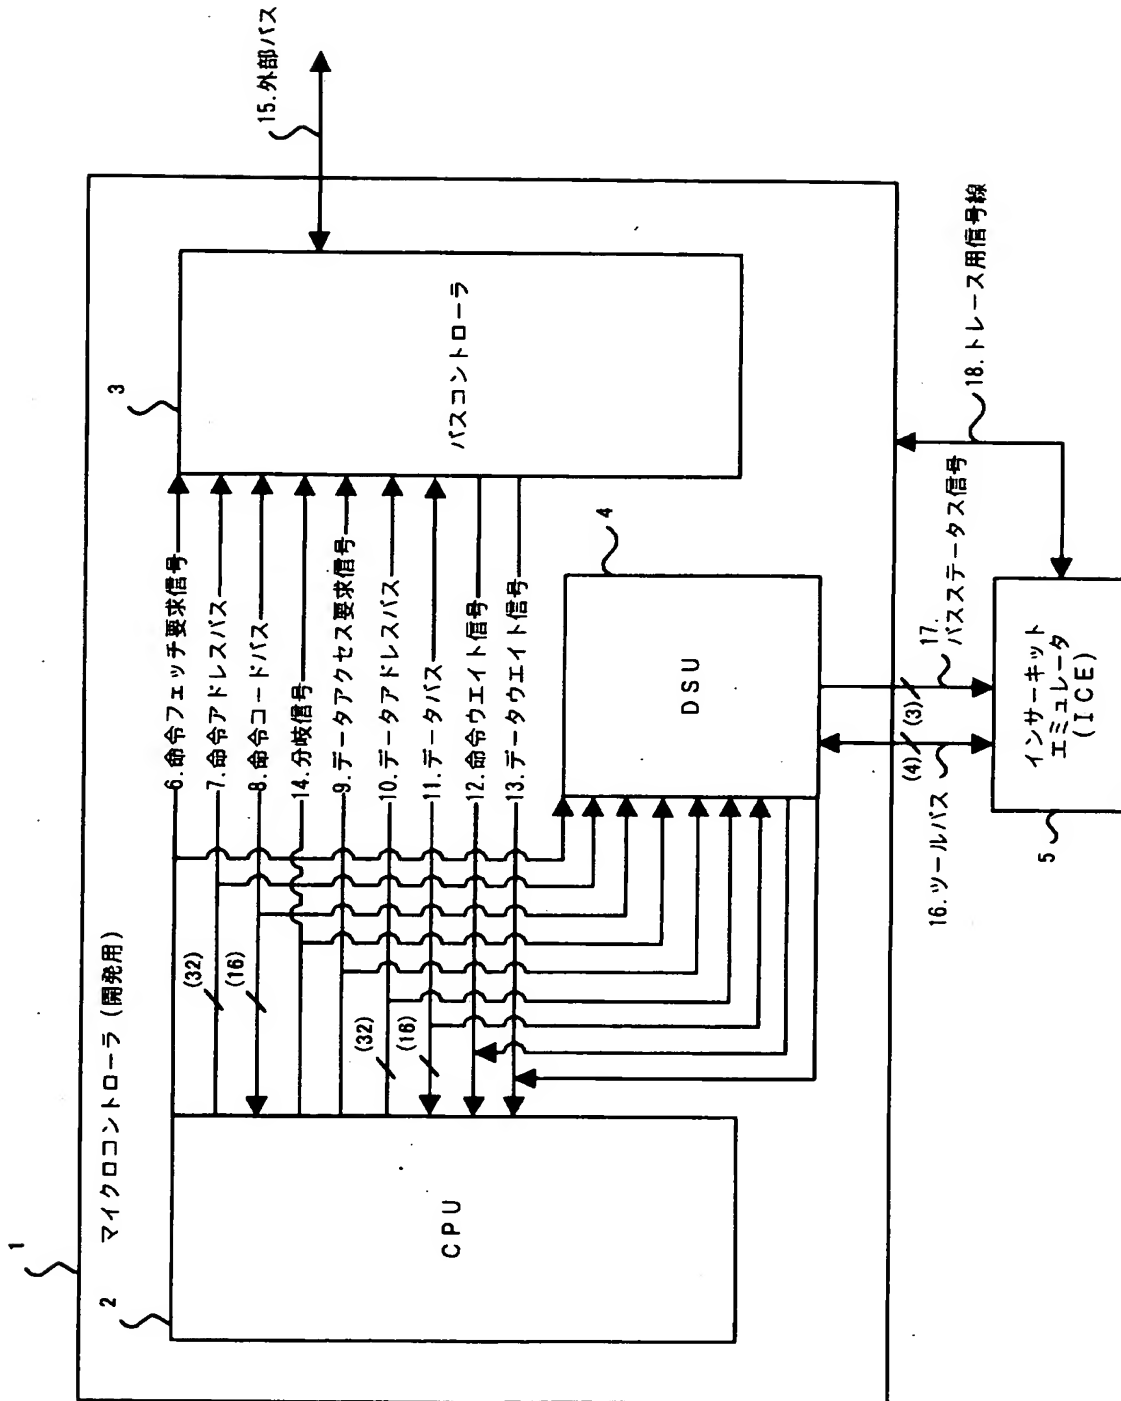 1
マイクロコントローラ(開発用)
2
CPU
(32)
(16)
(32)
(16)
6.命令フェッチ要求信号
7.命令アドレスバス
8.命令コードバス
14.分岐信号
9.データアクセス要求信号
10.データアドレスバス
11.データバス
12.命令ウエイト信号
13.データウエイト信号
3
バスコントローラ
15.外部バス
4
DSU
(4)
(3)
16.ツールバス
17.
バスステータス信号
18.トレース用信号線
5
インサーキット
エミュレータ
(ICE)